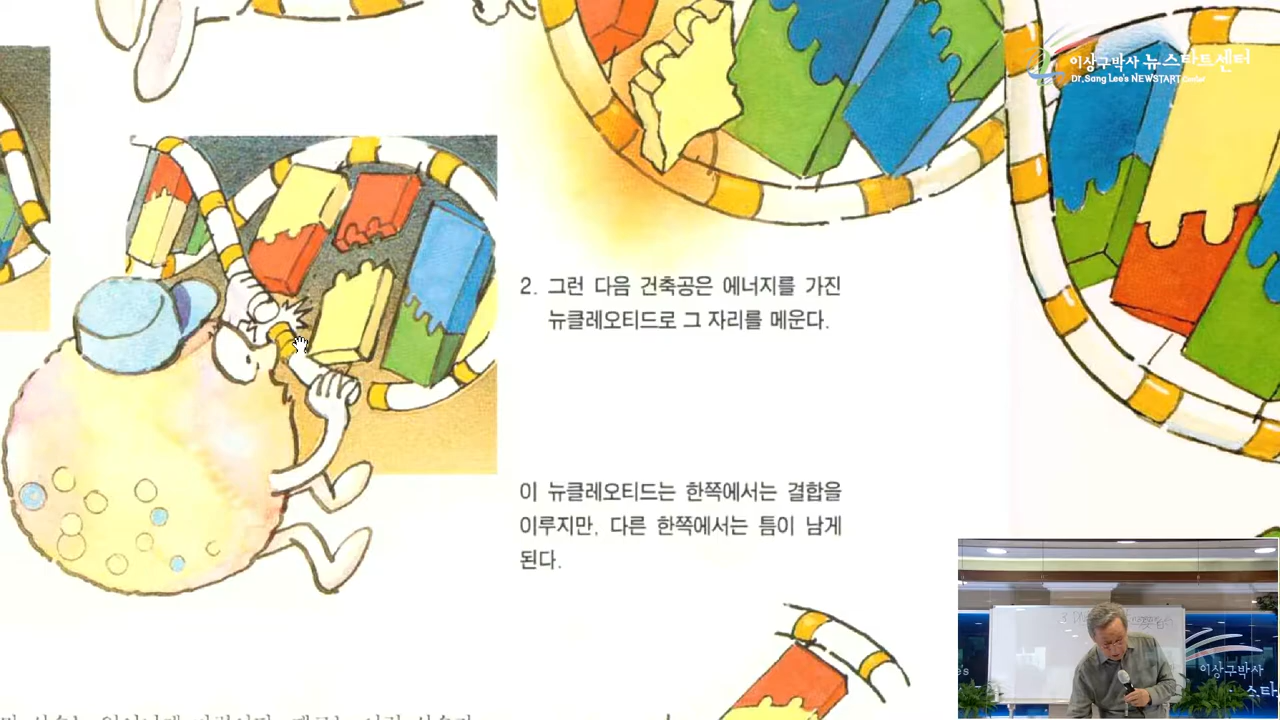 이상구박사 뉴스타트센터
Dr.Sang Lee's NEWSTART Center
2. 그런 다음 건축공은 에너지를 가진
뉴클레오티드로 그 자리를 메운다.
이 뉴클레오티드는 한쪽에서는 결합을
이루지만, 다른 한쪽에서는 틈이 남게
된다.
이상구박사
뉴스타